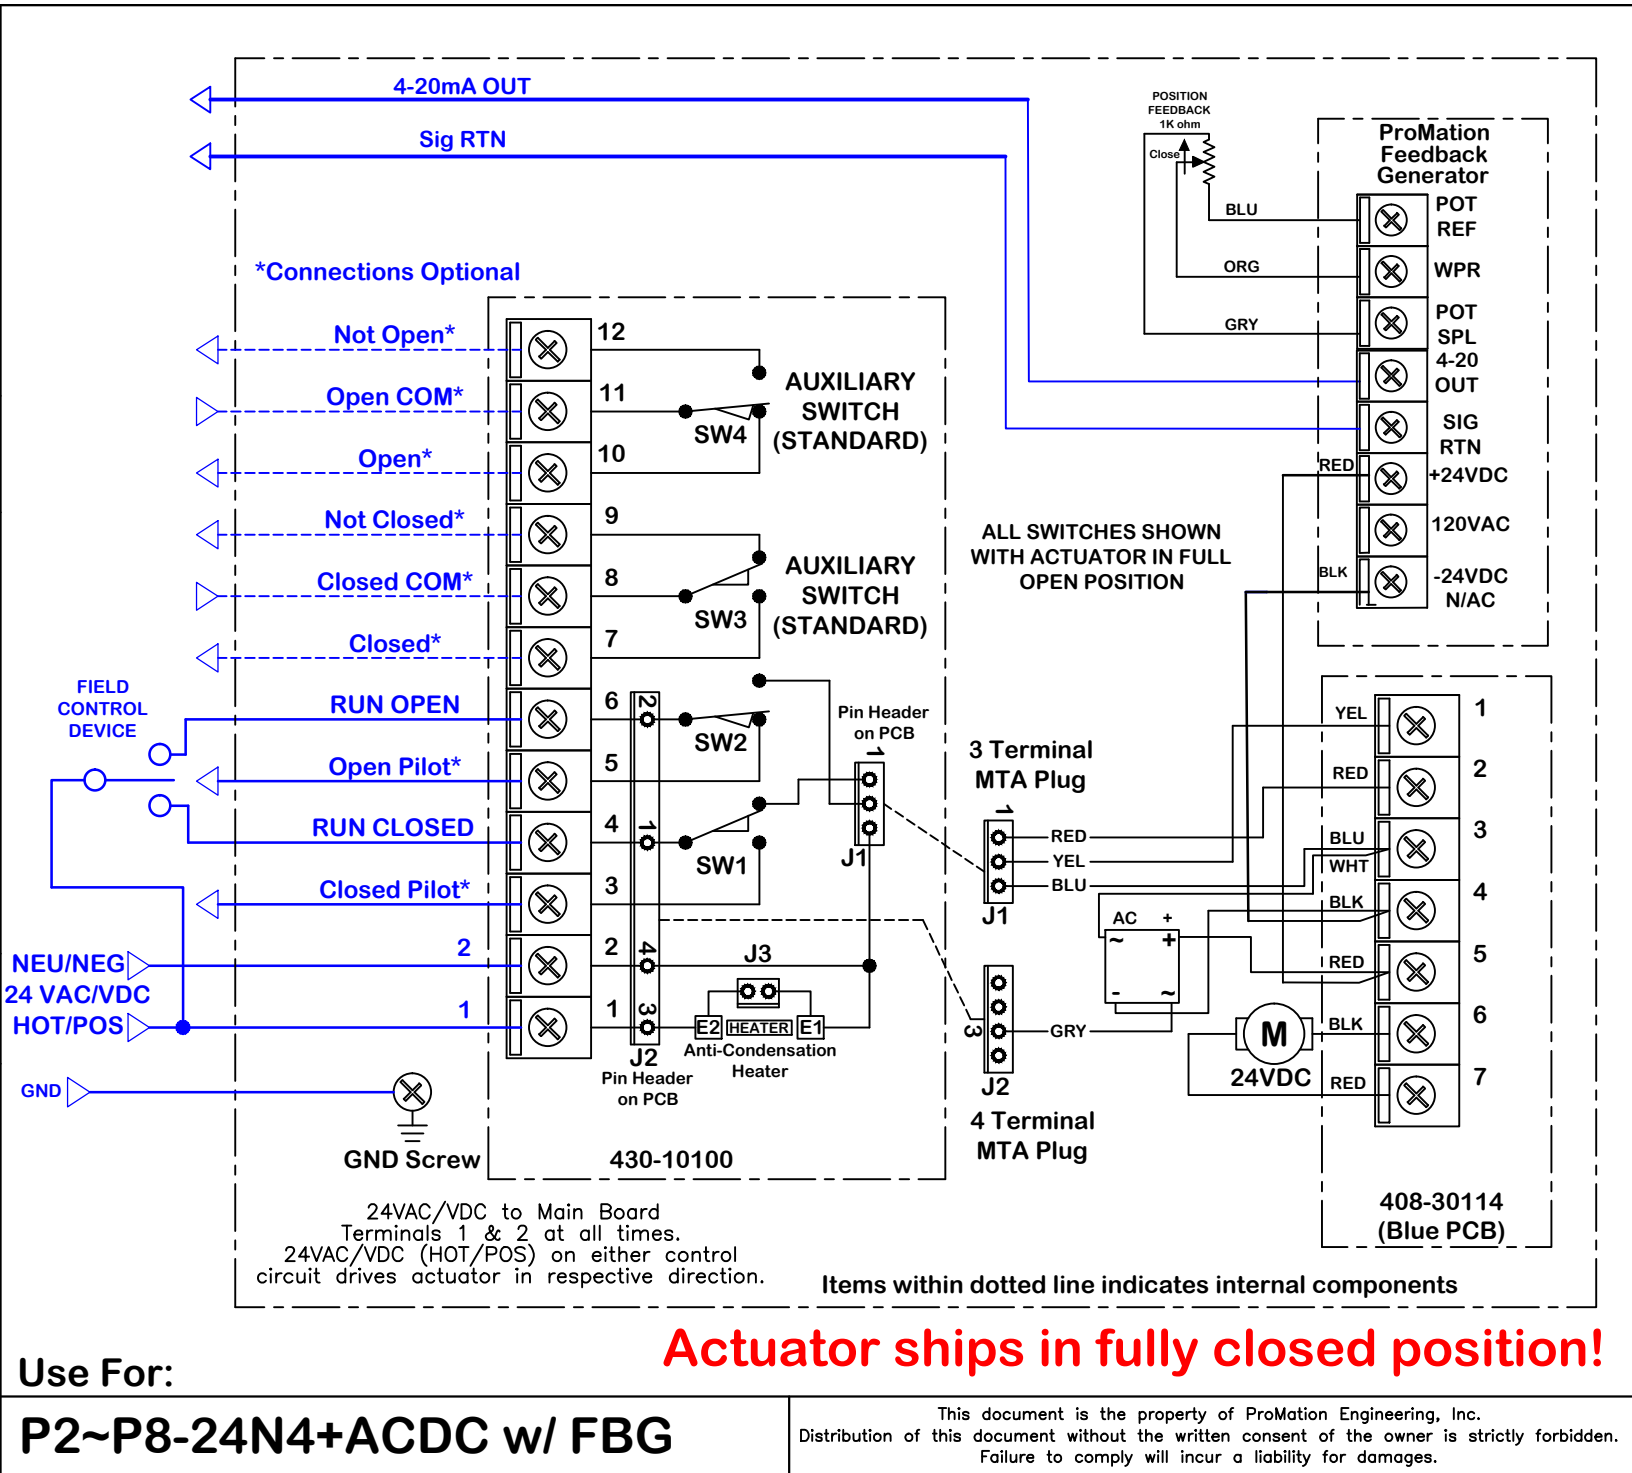 4-20mA OUT
Sig RTN
*Connections Optional
POSITION
FEEDBACK
1K ohm
Close
BLU
ORG
GRY
ProMation
Feedback
Generator
POT
REF
WPR
POT
SPL
4-20
OUT
SIG
RTN
RED
+24VDC
120VAC
BLK
-24VDC
N/AC
Not Open*
12
Open COM*
11
SW4
AUXILIARY
SWITCH
(STANDARD)
Open*
10
Not Closed*
9
Closed COM*
8
SW3
AUXILIARY
SWITCH
(STANDARD)
Closed*
7
ALL SWITCHES SHOWN
WITH ACTUATOR IN FULL
OPEN POSITION
FIELD
CONTROL
DEVICE
RUN OPEN
6
2
SW2
Open Pilot*
5
RUN CLOSED
4
1
SW1
Closed Pilot*
3
NEU/NEG
24 VAC/VDC
HOT/POS
2
2
4
1
1
3
J2
Pin Header
on PCB
J3
E2
HEATER
E1
Anti-Condensation
Heater
Pin Header
on PCB
1
J1
3 Terminal
MTA Plug
1
RED
YEL
BLU
J1
AC
+
~
+
-
~
3
GRY
J2
4 Terminal
MTA Plug
M
24VDC
YEL
1
RED
2
BLU
WHT
3
BLK
4
RED
5
BLK
6
RED
7
408-30114
(Blue PCB)
GND
GND Screw
430-10100
24VAC/VDC to Main Board
Terminals 1 & 2 at all times.
24VAC/VDC (HOT/POS) on either control
circuit drives actuator in respective direction.
Items within dotted line indicates internal components
Actuator ships in fully closed position!
Use For:
P2~P8-24N4+ACDC w/ FBG
This document is the property of ProMation Engineering, Inc.
Distribution of this document without the written consent of the owner is strictly forbidden.
Failure to comply will incur a liability for damages.